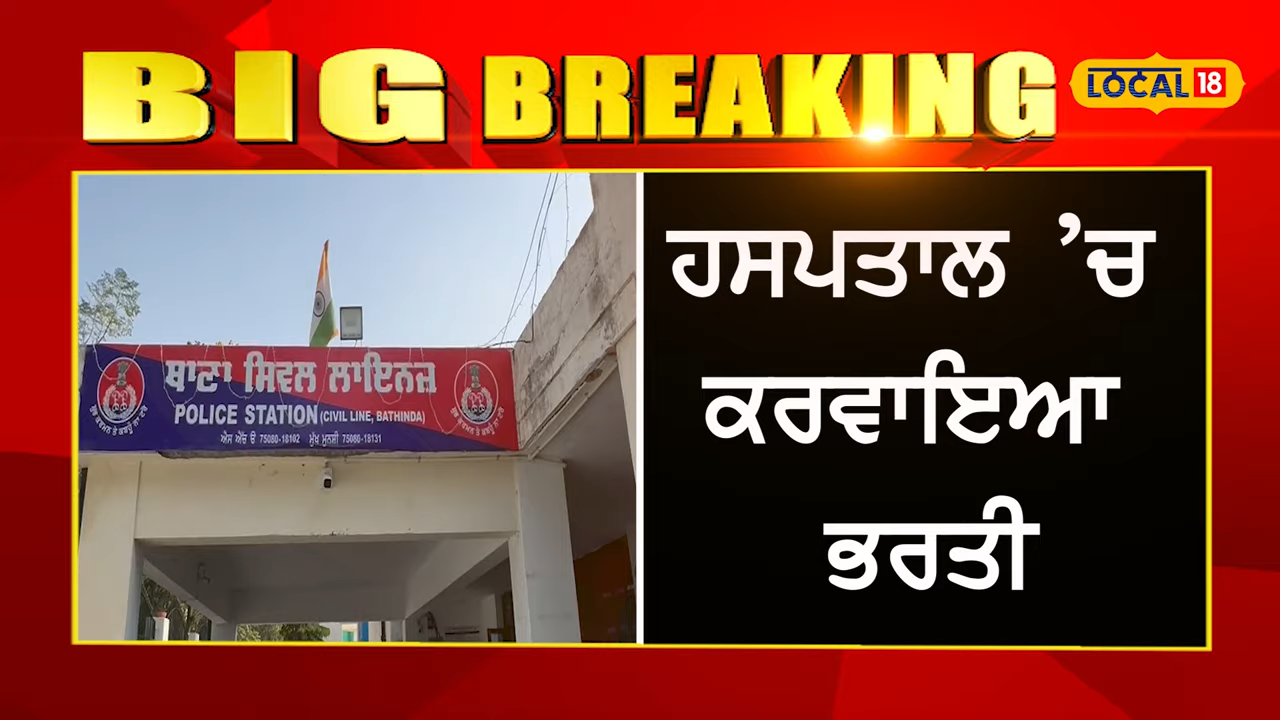 BIG BREAKING
LOCAL 18
ਹਸਪਤਾਲ 'ਚ
ਕਰਵਾਇਆ
ਭਰਤੀ
ਥਾਣਾ ਸਿਵਲ ਲਾਇਨਜ਼
POLICE STATION (CIVIL LINE, BATHINDA)
ਐਸ ਐੱਚ ਓ 75080-18102 ਮੁੱਖ ਮੁਨਸ਼ੀ 75080-18131